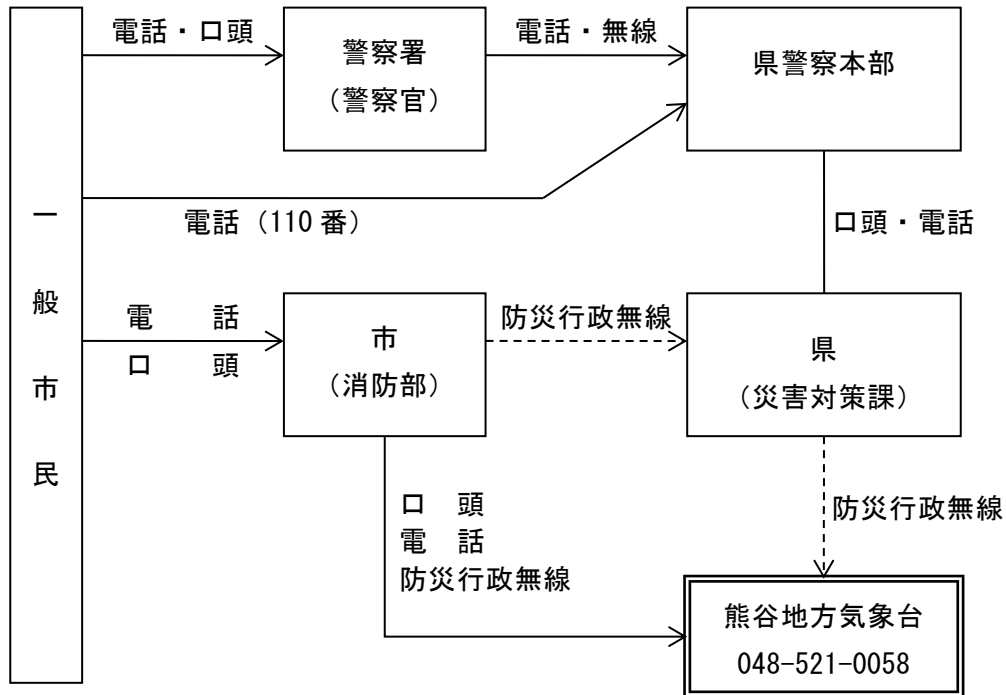 電話・口頭
警察署
（警察官）
電話・無線
県警察本部
電話（110番）
口頭・電話
一般市民
電　　話
口　　頭
市
（消防部）
防災行政無線
県
（災害対策課）
口　頭
電　話
防災行政無線
防災行政無線
熊谷地方気象台
048-521-0058